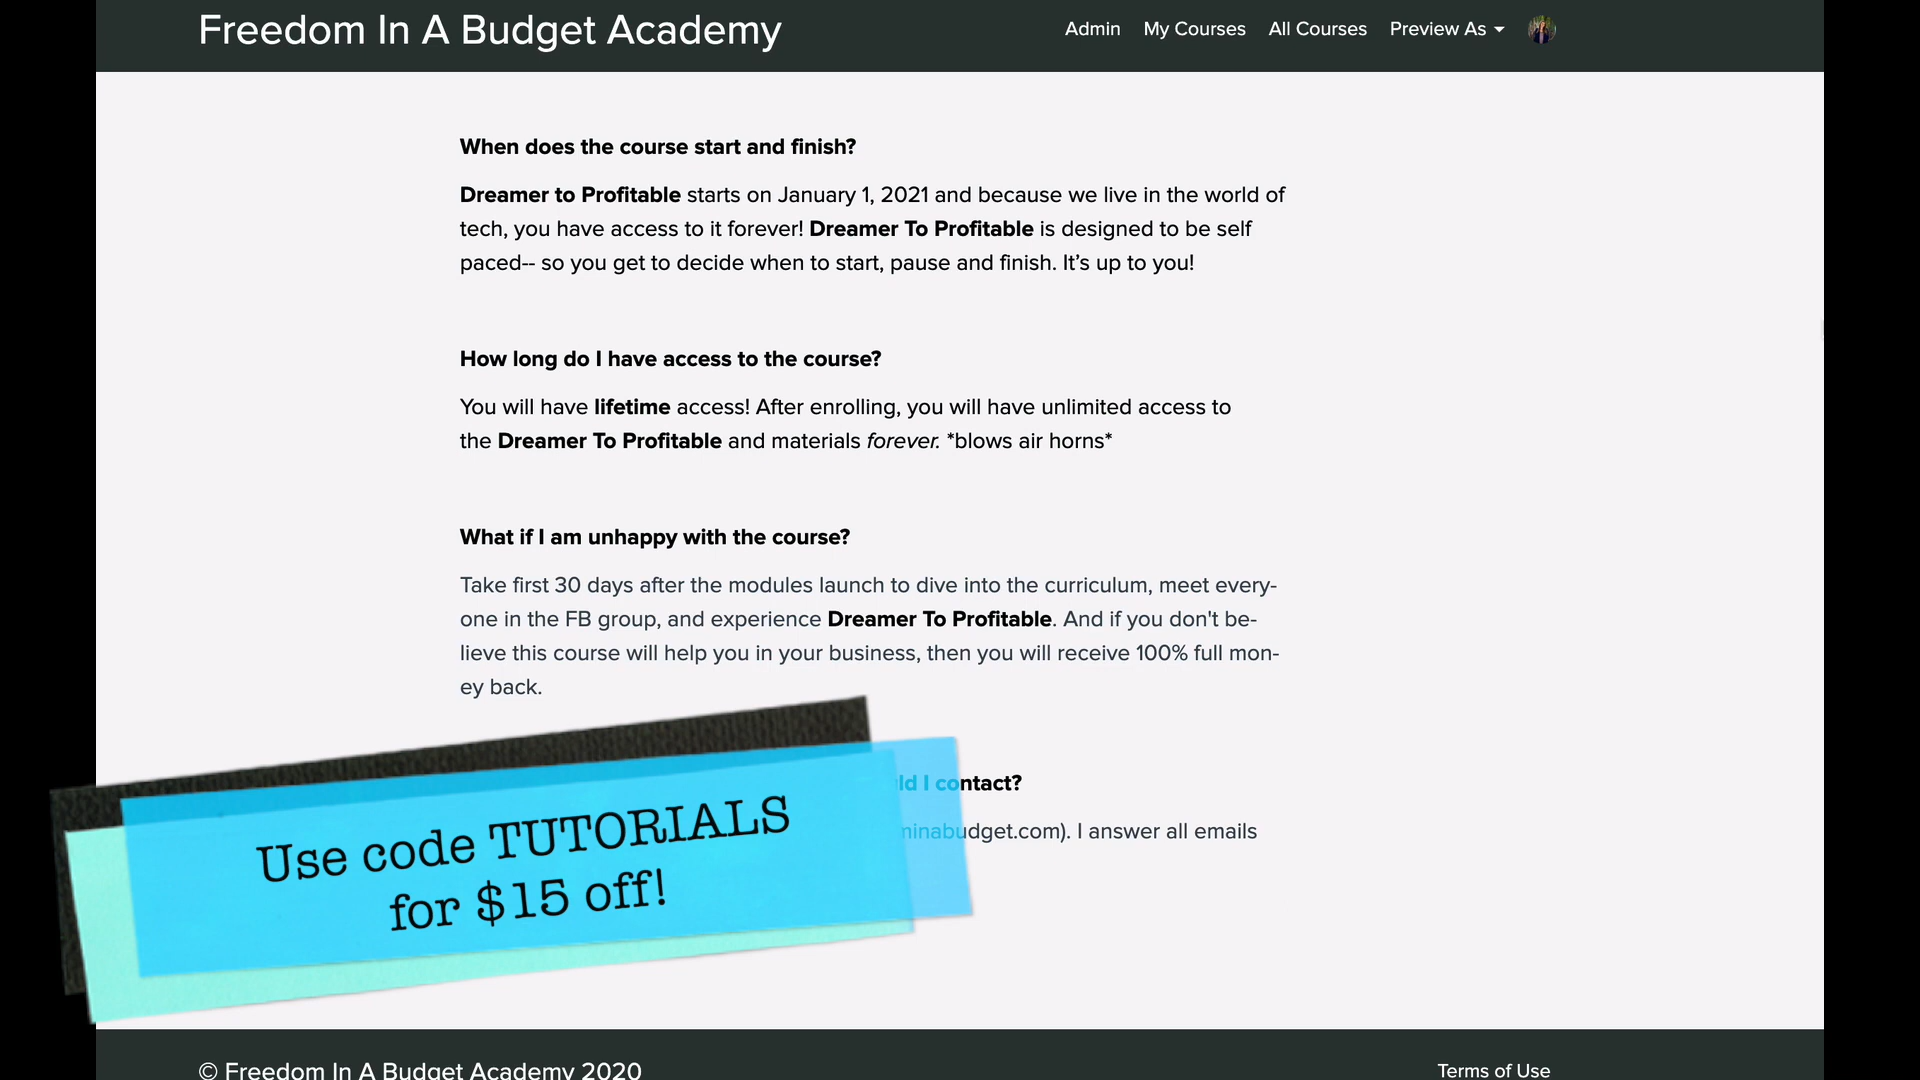 Freedom In A Budget Academy
Admin My Courses All Courses Preview As
When does the course start and finish?
Dreamer to Profitable starts on January 1, 2021 and because we live in the world of
tech, you have access to it forever! Dreamer To Profitable is designed to be self
paced-- so you get to decide when to start, pause and finish. It’s up to you!
How long do I have access to the course?
You will have lifetime access! After enrolling, you will have unlimited access to
the Dreamer To Profitable and materials forever. *blows air horns*
What if I am unhappy with the course?
Take first 30 days after the modules launch to dive into the curriculum, meet every-
one in the FB group, and experience Dreamer To Profitable. And if you don't be-
lieve this course will help you in your business, then you will receive 100% full mon-
ey back.
I contact?
I answer all emails
Use code TUTORIALS
for $15 off!
© Freedom In A Budget Academy 2020
Terms of Use